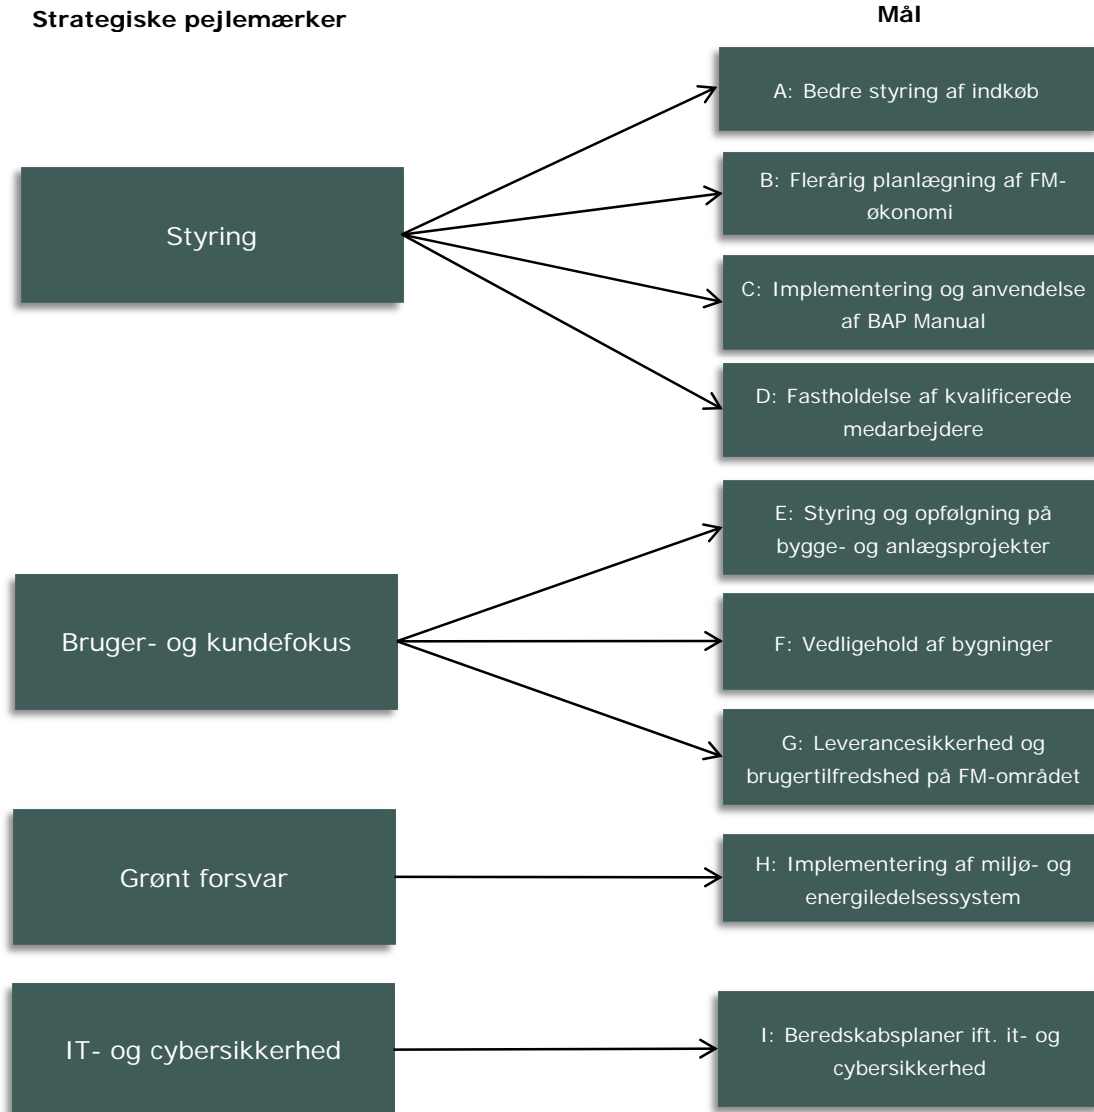 Strategiske pejlemærker
Mål
Styring
A: Bedre styring af indkøb
B: Flerårig planlægning af FM-
økonomi
C: Implementering og anvendelse
af BAP Manual
D: Fastholdelse af kvalificerede
medarbejdere
Bruger- og kundefokus
E: Styring og opfølgning på
bygge- og anlægsprojekter
F: Vedligehold af bygninger
G: Leverancesikkerhed og
brugertilfredshed på FM-området
Grønt forsvar
H: Implementering af miljø- og
energiledelsessystem
IT- og cybersikkerhed
I: Beredskabsplaner ift. it- og
cybersikkerhed